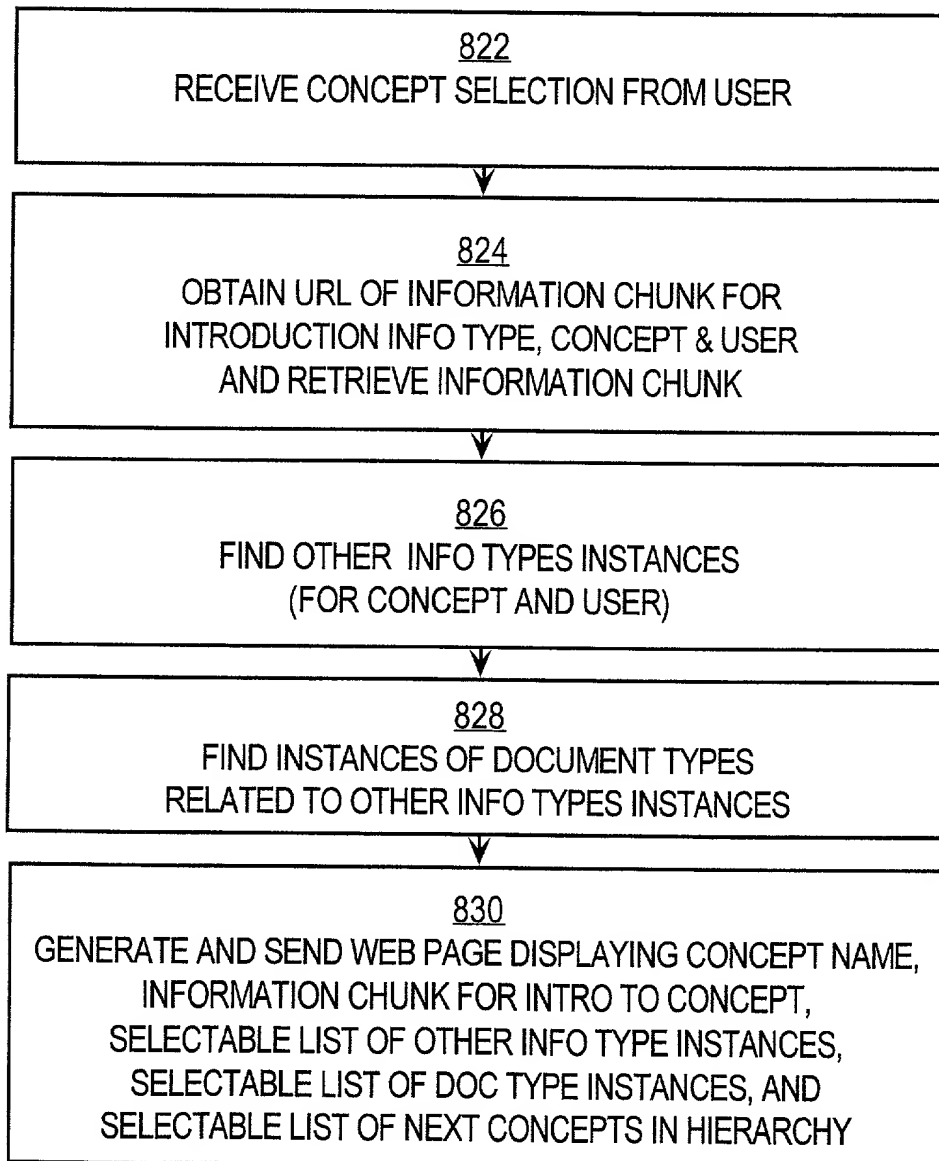 822
RECEIVE CONCEPT SELECTION FROM USER
824
OBTAIN URL OF INFORMATION CHUNK FOR
INTRODUCTION INFO TYPE, CONCEPT & USER
AND RETRIEVE INFORMATION CHUNK
826
FIND OTHER INFO TYPES INSTANCES
(FOR CONCEPT AND USER)
828
FIND INSTANCES OF DOCUMENT TYPES
RELATED TO OTHER INFO TYPES INSTANCES
830
GENERATE AND SEND WEB PAGE DISPLAYING CONCEPT NAME,
INFORMATION CHUNK FOR INTRO TO CONCEPT,
SELECTABLE LIST OF OTHER INFO TYPE INSTANCES,
SELECTABLE LIST OF DOC TYPE INSTANCES, AND
SELECTABLE LIST OF NEXT CONCEPTS IN HIERARCHY